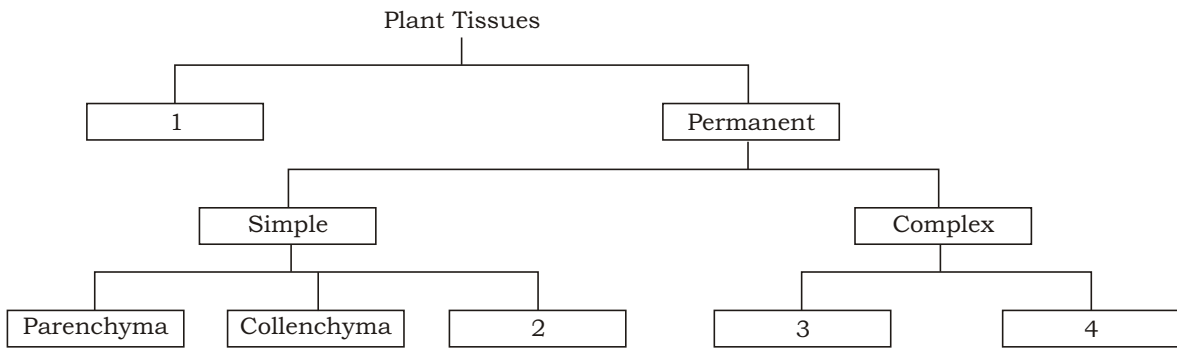 Plant Tissues
1
Permanent
Simple
Complex
Parenchyma
Collenchyma
2
3
4